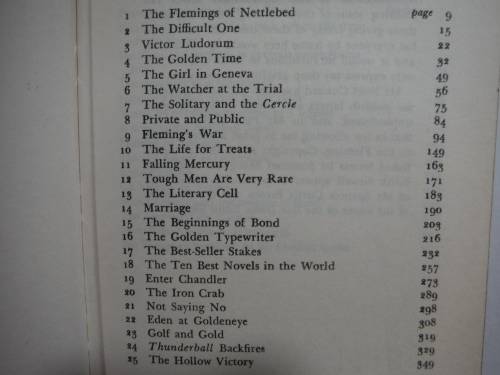 1 The Flemings of Nettlebed page 9
2 The Difficult One 15
3 Victor Ludorum 22
4 The Golden Time 32
5 The Girl in Geneva 49
6 The Watcher at the Trial 56
7 The Solitary and the Cercle 75
8 Private and Public 84
9 Fleming's War 94
10 The Life for Treats 149
11 Falling Mercury 163
12 Tough Men Are Very Rare 171
13 The Literary Cell 183
14 Marriage 190
15 The Beginnings of Bond 203
16 The Golden Typewriter 216
17 The Best-Seller Stakes 232
18 The Ten Best Novels in the World 257
19 Enter Chandler 273
20 The Iron Crab 289
21 Not Saying No 298
22 Eden at Goldeneye 308
23 Golf and Gold 319
24 Thunderball Backfires 329
25 The Hollow Victory 349